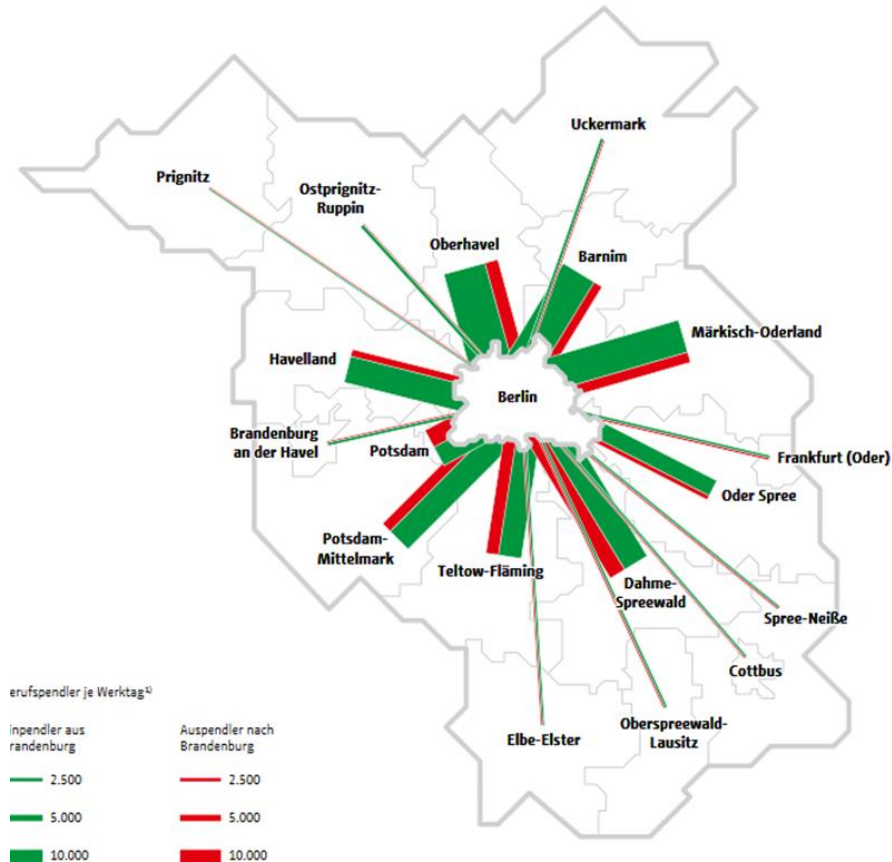 Uckermark
Prignitz
Ostprignitz-
Ruppin
Oberhavel
Barnim
Märkisch-Oderland
Havelland
Berlin
Brandenburg
an der Havel
Potsdam
Frankfurt (Oder)
Oder Spree
Potsdam-
Mittelmark
Teltow-Fläming
Dahme-
Spreewald
Spree-Neiße
Cottbus
Oberspreewald-
Lausitz
Elbe-Elster
erufspendler je Werktag¹⁾
inpendler aus
randenburg
Auspendler nach
Brandenburg
2.500
2.500
5.000
5.000
10.000
10.000